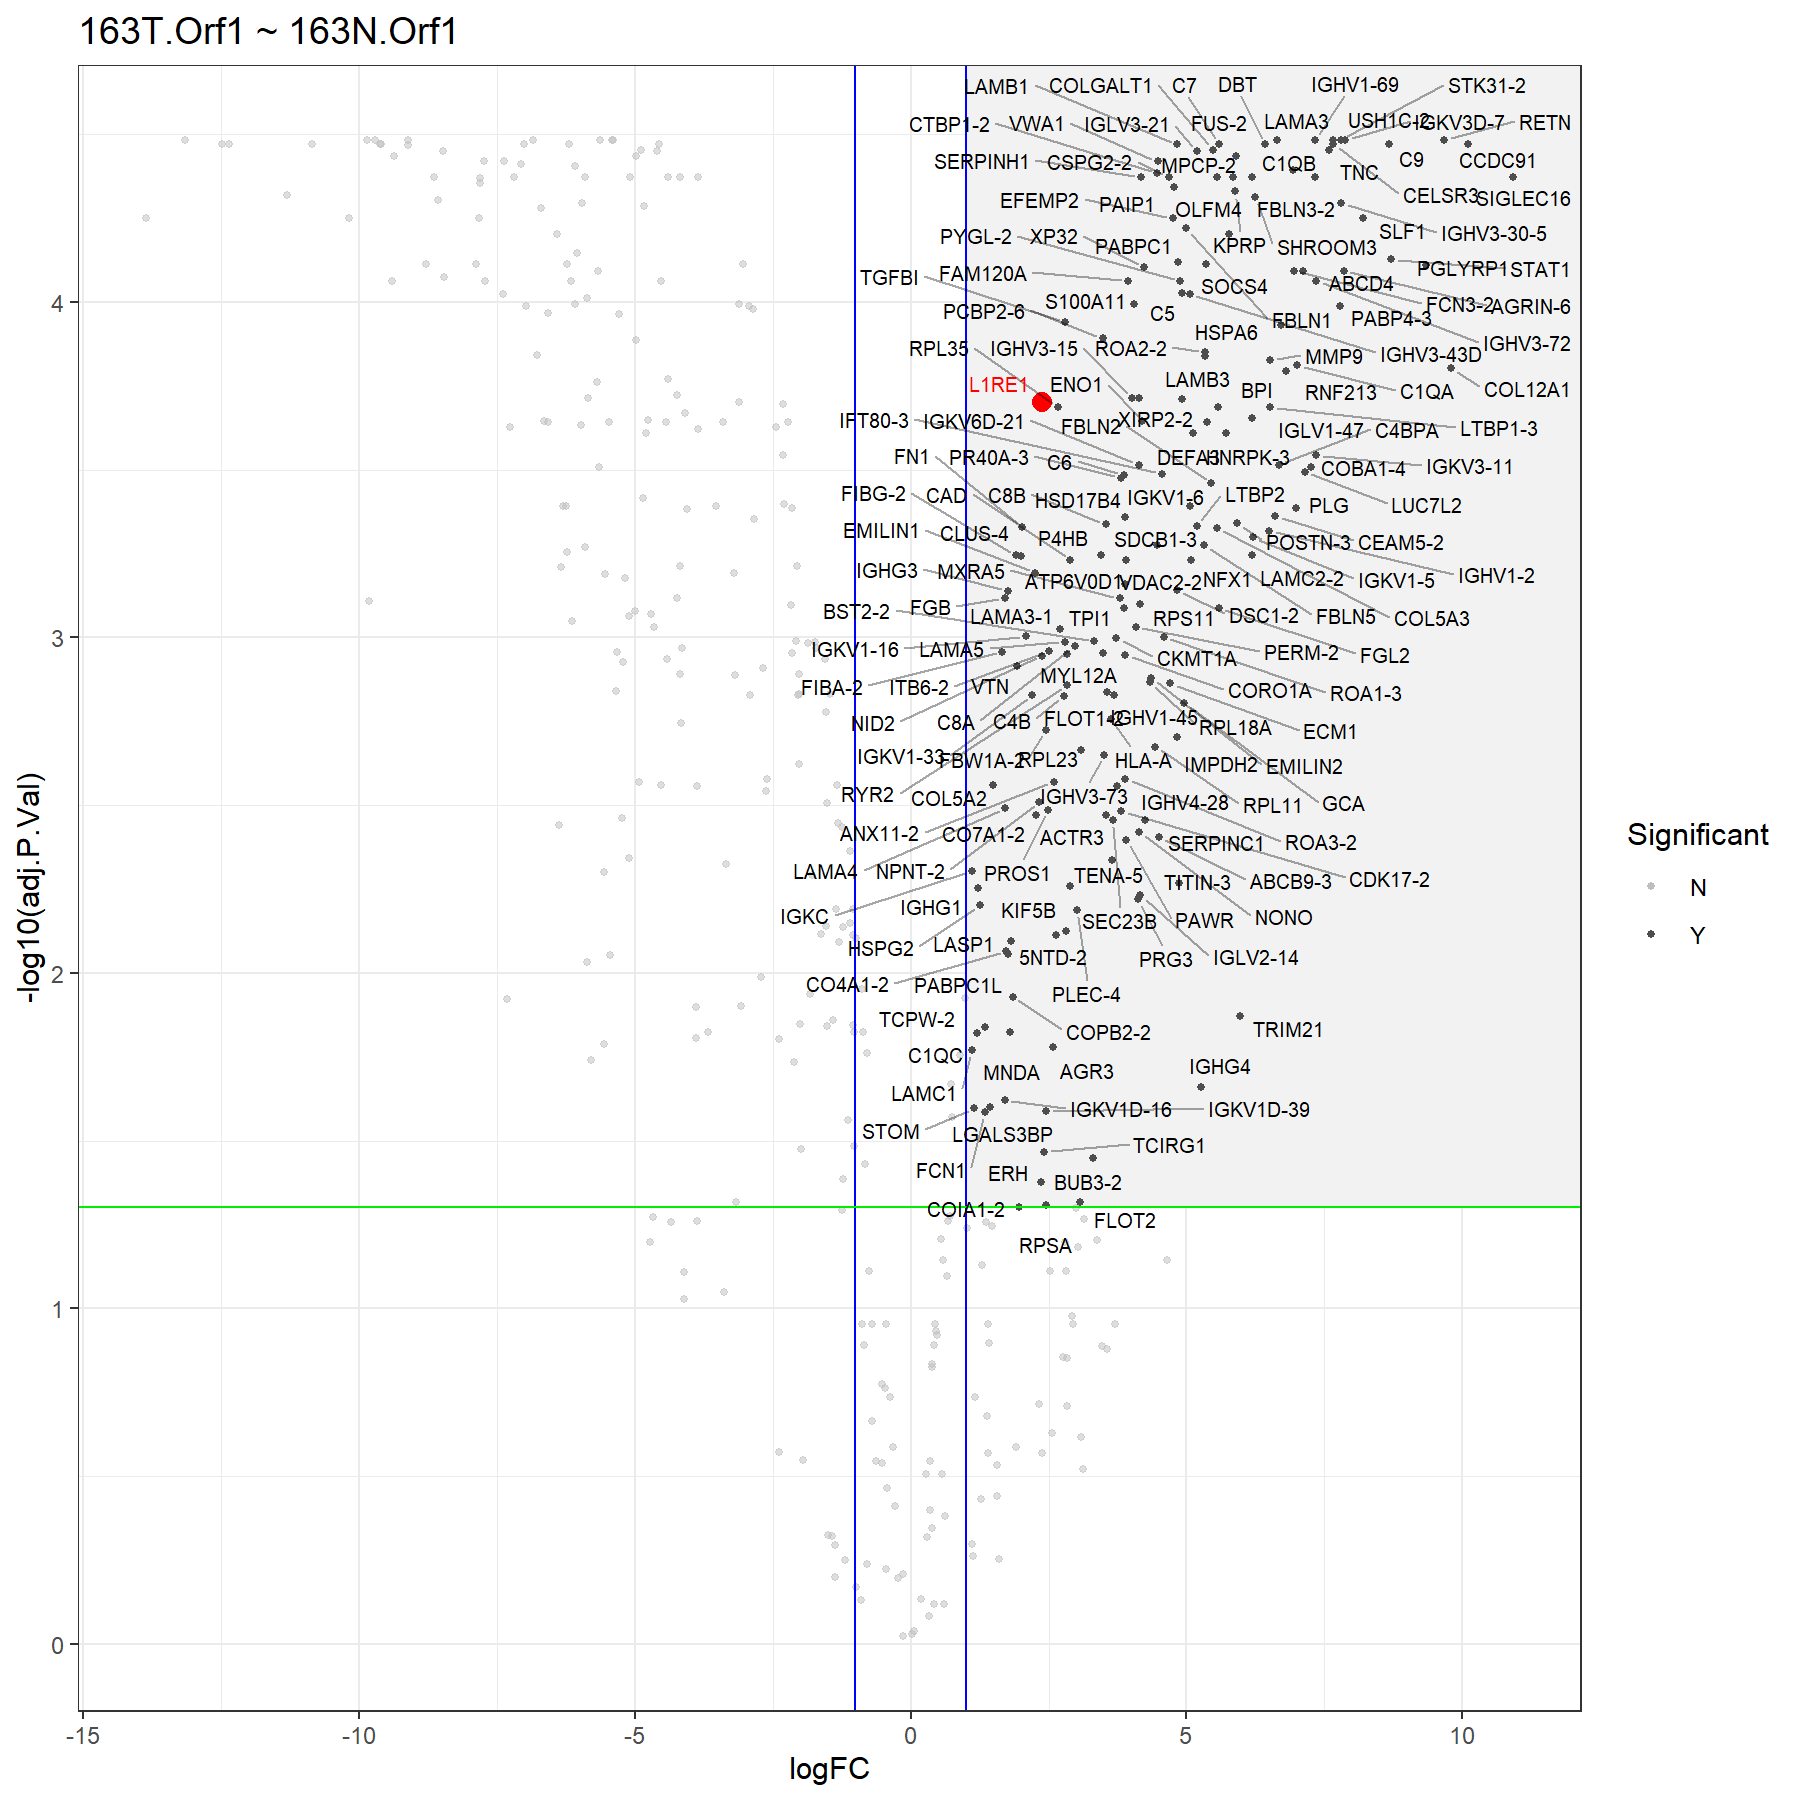 163T.Orf1 ~ 163N.Orf1
LAMB1 COLGALT1 C7 DBT IGHV1-69 STK31-2
CTBP1-2 VWA1 IGLV3-21 FUS-2 LAMA3 USH1C-2 IGKV3D-7 RETN
SERPINH1 CSPG2-2 MPCP-2 C1QB TNC C9 CCDC91
EFEMP2 PAIP1 OLFM4 FBLN3-2 CELSR3 SIGLEC16
PYGL-2 XP32 PABPC1 KPRP SHROOM3 SLF1 IGHV3-30-5
TGFBI FAM120A SOCS4 ABCD4 PGLYRP1 STAT1
PCBP2-6 S100A11 C5 FBLN1 PABP4-3 FCN3-2 AGRIN-6
RPL35 IGHV3-15 ROA2-2 HSPA6 MMP9 IGHV3-43D IGHV3-72
L1RE1 ENO1 LAMB3 BPI RNF213 C1QA COL12A1
IFT80-3 IGKV6D-21 FBLN2 XIRP2-2 IGLV1-47 C4BPA LTBP1-3
FN1 PR40A-3 C6 DEFA3 HNRPK-3 COBA1-4 IGKV3-11
FIBG-2 CAD C8B HSD17B4 IGKV1-6 LTBP2 PLG LUC7L2
EMILIN1 CLUS-4 P4HB SDCB1-3 POSTN-3 CEAM5-2
IGHG3 MXRA5 ATP6V0D1 VDAC2-2 NFX1 LAMC2-2 IGKV1-5 IGHV1-2
BST2-2 FGB LAMA3-1 TPI1 RPS11 DSC1-2 FBLN5 COL5A3
IGKV1-16 LAMA5 CKMT1A PERM-2 FGL2
FIBA-2 ITB6-2 VTN MYL12A CORO1A ROA1-3
NID2 C8A C4B FLOT1-2 IGHV1-45 RPL18A ECM1
IGKV1-33 FBW1A-2 RPL23 HLA-A IMPDH2 EMILIN2
RYR2 COL5A2 IGHV3-73 IGHV4-28 RPL11 GCA
ANX11-2 CO7A1-2 ACTR3 SERPINC1 ROA3-2
LAMA4 NPNT-2 PROS1 TENA-5 TITIN-3 ABCB9-3 CDK17-2
IGKC IGHG1 KIF5B SEC23B PAWR NONO
HSPG2 LASP1 5NTD-2 PRG3 IGLV2-14
CO4A1-2 PABPC1L PLEC-4
TCPW-2 COPB2-2 TRIM21
C1QC MNDA AGR3 IGHG4
LAMC1 IGKV1D-16 IGKV1D-39
STOM LGALS3BP TCIRG1
FCN1 ERH BUB3-2
COIA1-2 FLOT2
RPSA
4
3
2
1
0
-log10(adj.P.Val)
-15 -10 -5 0 5 10
logFC
Significant
N
Y